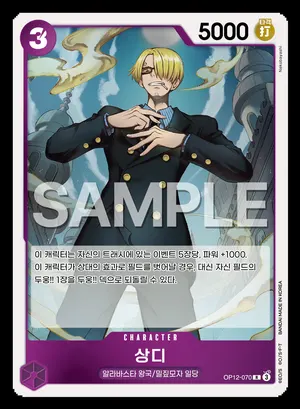 3
5000
打
SAMPLE
이 캐릭터는 자신의 트래시에 있는 이벤트 5장당, 파워 +1000.
이 캐릭터가 상대의 효과로 필드를 벗어날 경우, 대신 자신 필드의
두웅!! 1장을 두웅!! 덱으로 되돌릴 수 있다.
CHARACTER
상디
알라바스타 왕국/밀짚모자 일당
OP12-070 R
BANDAI MADE IN KOREA